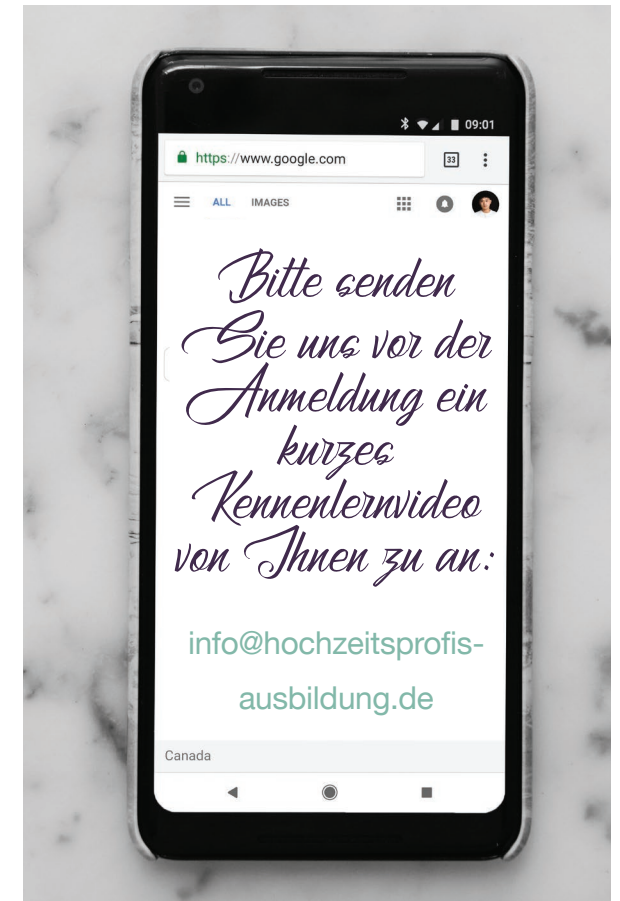 09:01
https://www.google.com
33
ALL IMAGES
Bitte senden
Sie uns vor der
Anmeldung ein
kurzes
Kennenlernvideo
von Ihnen zu an:
info@hochzeitsprofis-
ausbildung.de
Canada